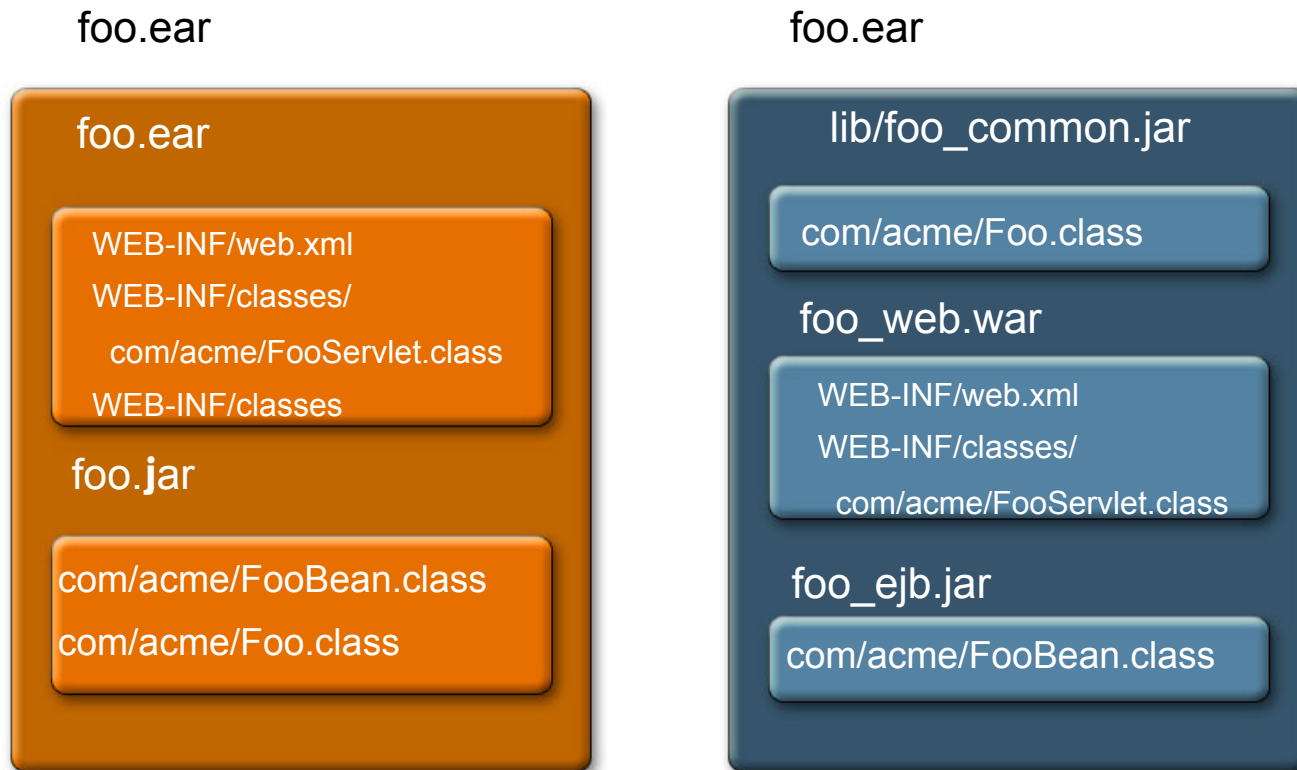 foo.ear
foo.ear
WEB-INF/web.xml
WEB-INF/classes/
com/acme/FooServlet.class
WEB-INF/classes
foo.jar
com/acme/FooBean.class
com/acme/Foo.class
foo.ear
lib/foo_common.jar
com/acme/Foo.class
foo_web.war
WEB-INF/web.xml
WEB-INF/classes/
com/acme/FooServlet.class
foo_ejb.jar
com/acme/FooBean.class